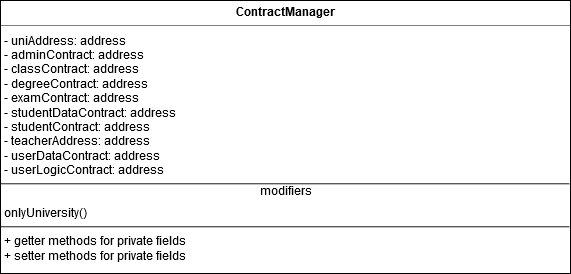 ContractManager
- uniAddress: address
- adminContract: address
- classContract: address
- degreeContract: address
- examContract: address
- studentDataContract: address
- studentContract: address
- teacherAddress: address
- userDataContract: address
- userLogicContract: address
modifiers
onlyUniversity()
+ getter methods for private fields
+ setter methods for private fields